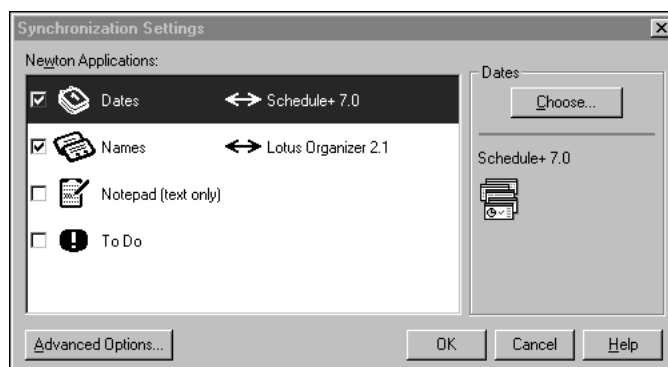 Synchronization Settings
Newton Applications:
Dates Schedule+ 7.0
Names Lotus Organizer 2.1
Notepad (text only)
To Do
Dates
Choose...
Schedule+ 7.0
Advanced Options...
OK Cancel Help